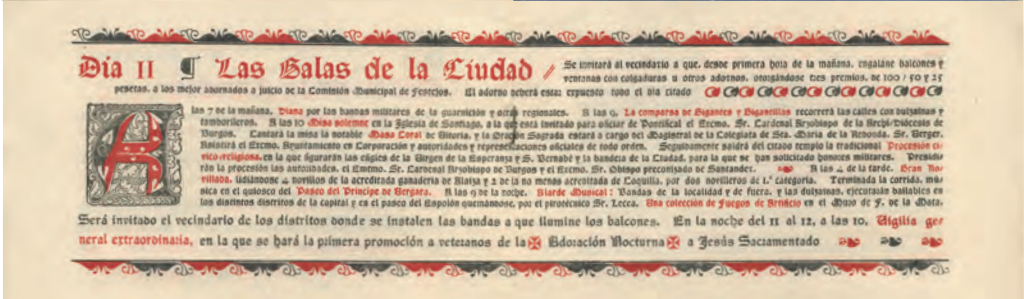 Día 11 ¶ Las Galas de la Ciudad / Se invitará al vecindario a que, desde primera hora de la mañana, engalane balcones y
ventanas con colgaduras u otros adornos, otorgándose tres premios, de 100 / 50 y 25
pesetas, a los mejor adornados a juicio de la Comisión Municipal de Festejos. El adorno deberá estar expuesto todo el día citado
A las 7 de la mañana, Diana por las bandas militares de la guarnición y otras regionales. A las 9, La comparsa de Gigantes y Gigantillas recorrerá las calles con dulzainas y
tamborileros. A las 10 Misa solemne en la Iglesia de Santiago, a la que está invitado para oficiar de Pontifical el Excmo. Sr. Cardenal Arzobispo de la Archi-Diócesis de
Burgos. Cantará la misa la notable Masa Coral de Vitoria, y la Oración Sagrada estará a cargo del Magistral de la Colegiata de Sta. María de la Redonda, Sr. Berger.
Asistirá el Excmo. Ayuntamiento en Corporación y autoridades y representaciones oficiales de todo orden. Seguidamente saldrá del citado templo la tradicional Procesión cí-
vico-religiosa, en la que figurarán las efigies de la Virgen de la Esperanza y S. Bernabé y la bandera de la Ciudad, para la que se han solicitado honores militares. Presidi-
rán la procesión las autoridades, el Emcmo. Sr. Cardenal Arzobispo de Burgos y el Excmo. Sr. Obispo preconizado de Santander. A las 4 de la tarde, Gran No-
villada, lidiándose 4 novillos de la acreditada ganadería de Alaiza y 2 de la no menos acreditada de Coquilla, por dos novilleros de 1.ª categoría. Terminada la corrida, mú-
sica en el quiosco del Paseo del Príncipe de Vergara. A las 9 de la noche, Alarde Musical: Bandas de la localidad y de fuera, y las dulzainas, ejecutarán bailables en
los distintos distritos de la capital y en el paseo del Espolón quemándose, por el pirotécnico Sr. Lecea, Una colección de Fuegos de Artificio en el Muro de F. de la Mata.
Será invitado el vecindario de los distritos donde se instalen las bandas a que ilumine los balcones. En la noche del 11 al 12, a las 10, Vigilia ge-
neral extraordinaria, en la que se hará la primera promoción a veteranos de la Adoración Nocturna a Jesús Sacramentado